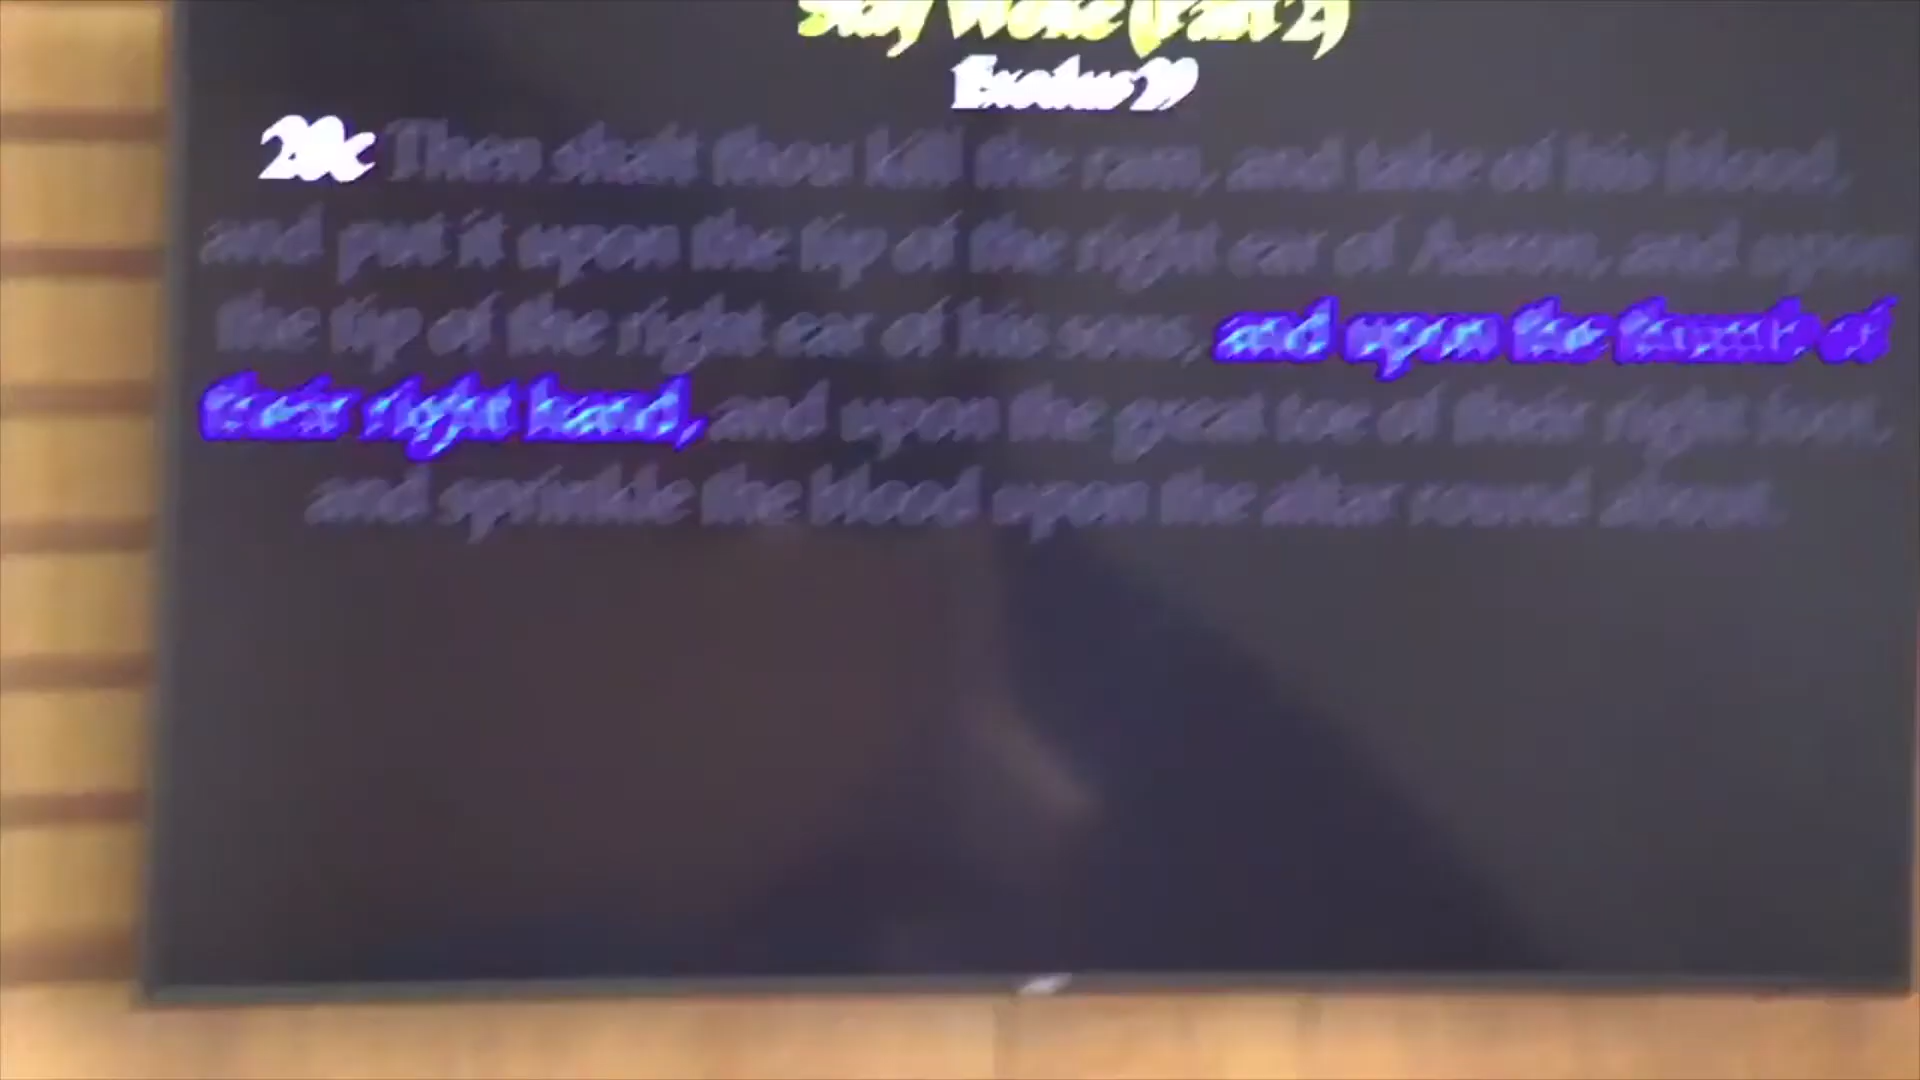 Stay Woke (Part 2)
Exodus 29
20c Then shalt thou kill the ram, and take of his blood,
and put it upon the tip of the right ear of Aaron, and upon
the tip of the right ear of his sons, and upon the thumb of
their right hand, and upon the great toe of their right foot,
and sprinkle the blood upon the altar round about.